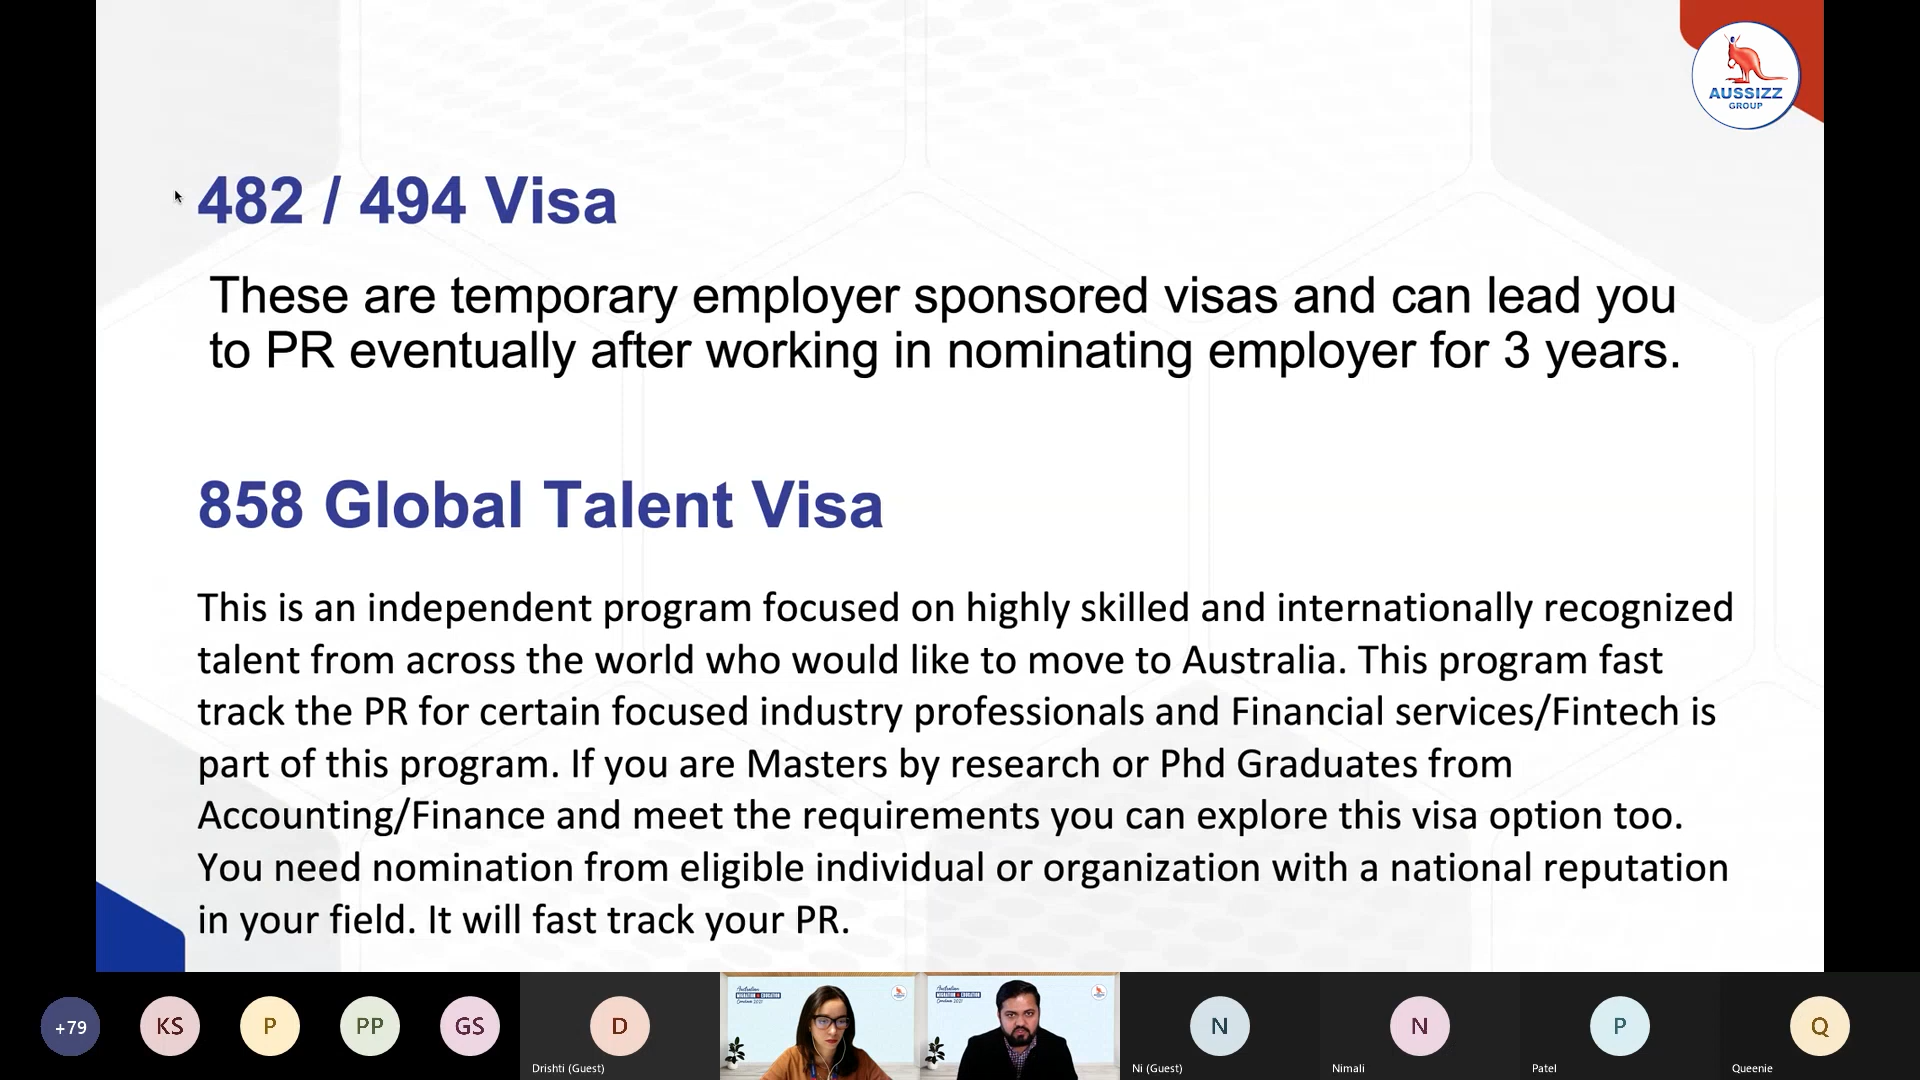 AUSSIZZ
GROUP
482 / 494 Visa
These are temporary employer sponsored visas and can lead you
to PR eventually after working in nominating employer for 3 years.
858 Global Talent Visa
This is an independent program focused on highly skilled and internationally recognized
talent from across the world who would like to move to Australia. This program fast
track the PR for certain focused industry professionals and Financial services/Fintech is
part of this program. If you are Masters by research or Phd Graduates from
Accounting/Finance and meet the requirements you can explore this visa option too.
You need nomination from eligible individual or organization with a national reputation
in your field. It will fast track your PR.
+79
KS
P
PP
GS
D
Drishti (Guest)
N
Ni (Guest)
N
Nimali
P
Patel
Q
Queenie